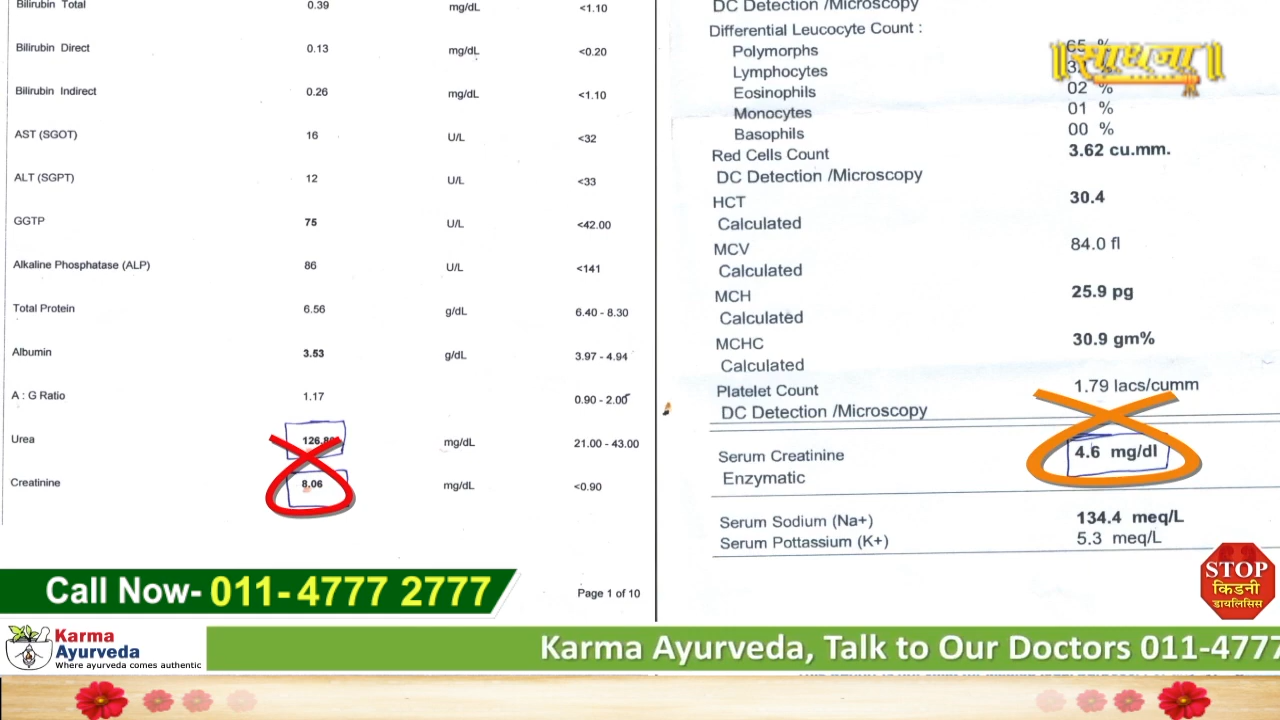 Bilirubin Total 0.39 mg/dL <1.10
Bilirubin Direct 0.13 mg/dL <0.20
Bilirubin Indirect 0.26 mg/dL <1.10
AST (SGOT) 16 U/L <32
ALT (SGPT) 12 U/L <33
GGTP 75 U/L <42.00
Alkaline Phosphatase (ALP) 86 U/L <141
Total Protein 6.56 g/dL 6.40 - 8.30
Albumin 3.53 g/dL 3.97 - 4.94
A : G Ratio 1.17 0.90 - 2.00
Urea mg/dL 21.00 - 43.00
Creatinine 8.06 mg/dL <0.90
Page 1 of 10
DC Detection /Microscopy
Differential Leucocyte Count :
Polymorphs 65 %
Lymphocytes
Eosinophils 02 %
Monocytes 01 %
Basophils 00 %
Red Cells Count 3.62 cu.mm.
DC Detection /Microscopy
HCT 30.4
Calculated
MCV 84.0 fl
Calculated
MCH 25.9 pg
Calculated
MCHC 30.9 gm%
Calculated
Platelet Count 1.79 lacs/cumm
DC Detection /Microscopy
Serum Creatinine 4.6 mg/dl
Enzymatic
Serum Sodium (Na+) 134.4 meq/L
Serum Pottassium (K+) 5.3 meq/L
॥साधना॥
STOP
किडनी
डायलिसिस
Call Now- 011-4777 2777
Karma
Ayurveda
Where ayurveda comes authentic
Karma Ayurveda, Talk to Our Doctors 011-4777